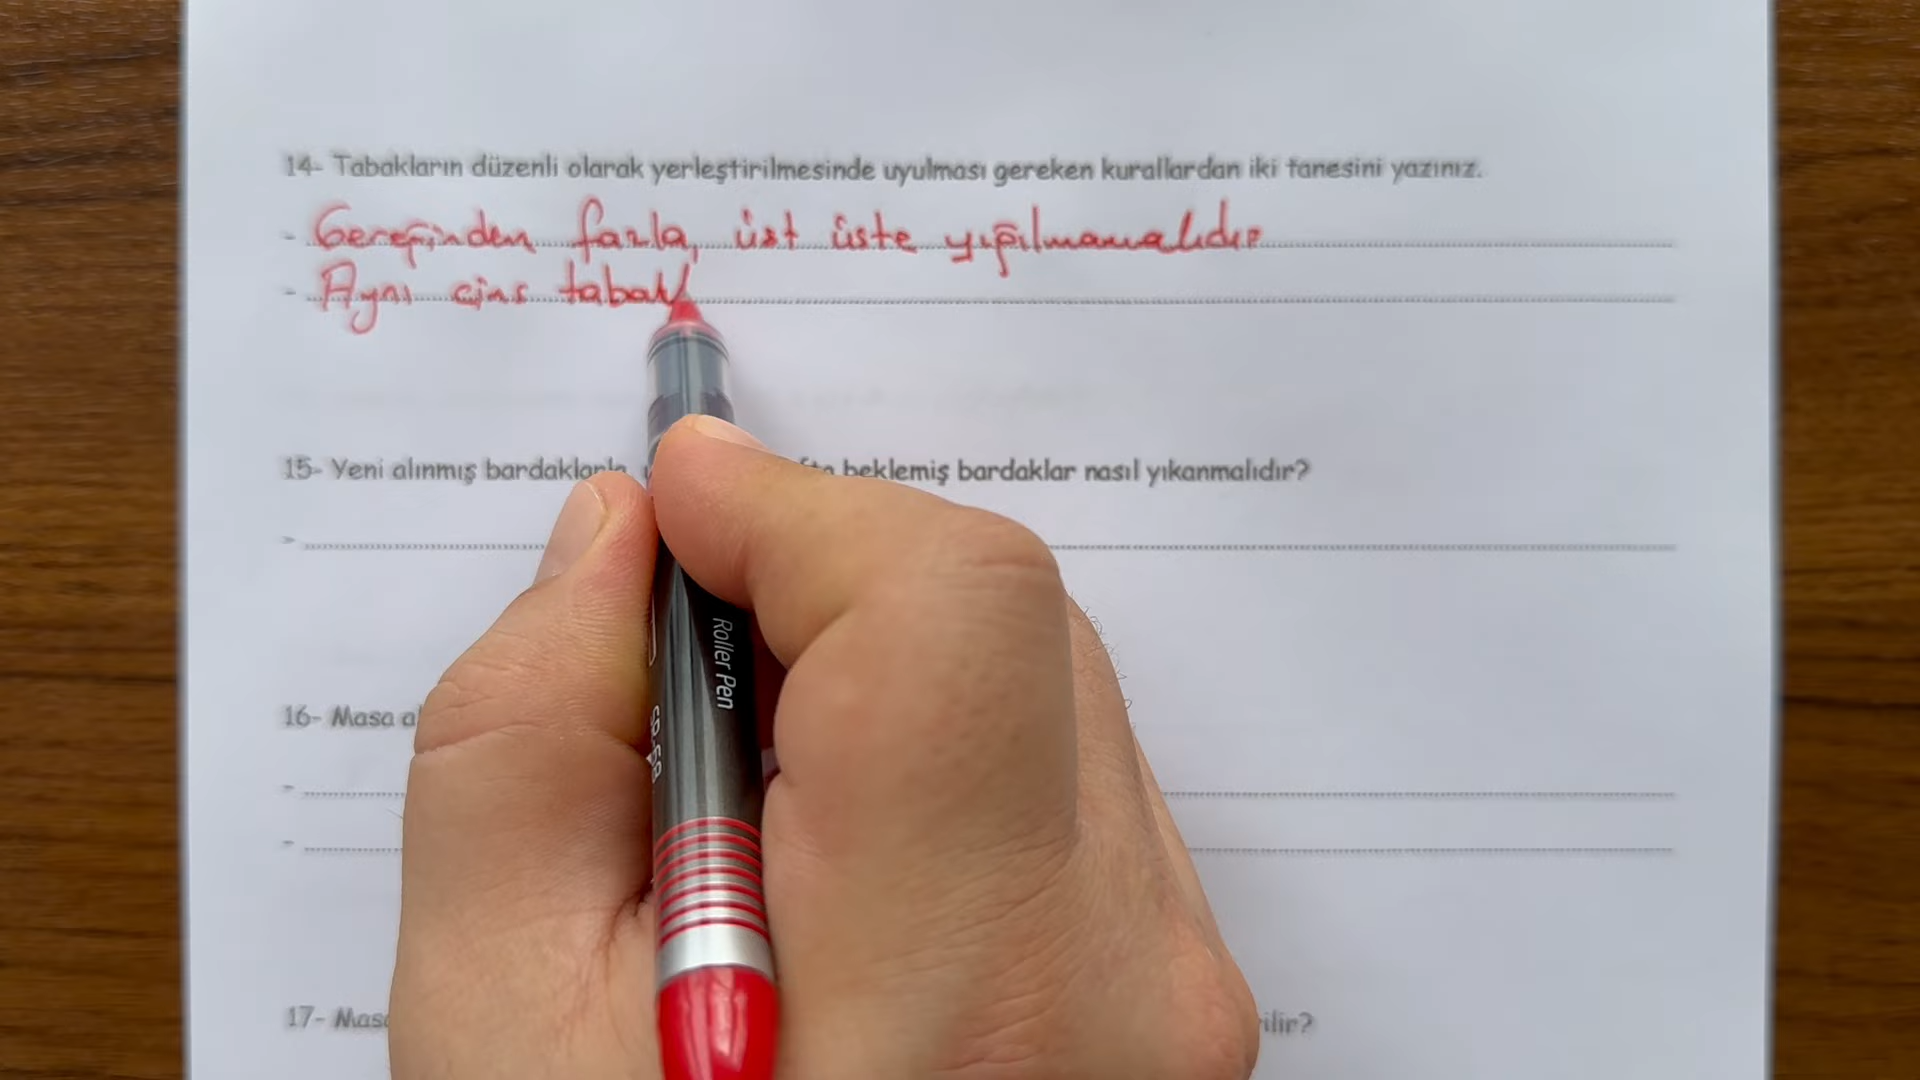 14- Tabakların düzenli olarak yerleştirilmesinde uyulması gereken kurallardan iki tanesini yazınız.
- Gereğinden fazla, üst üste yığılmamalıdır
- Aynı cins tabak
15- Yeni alınmış bardaklarla beklemiş bardaklar nasıl yıkanmalıdır?
-
Roller Pen
16- Masa
-
-
17-